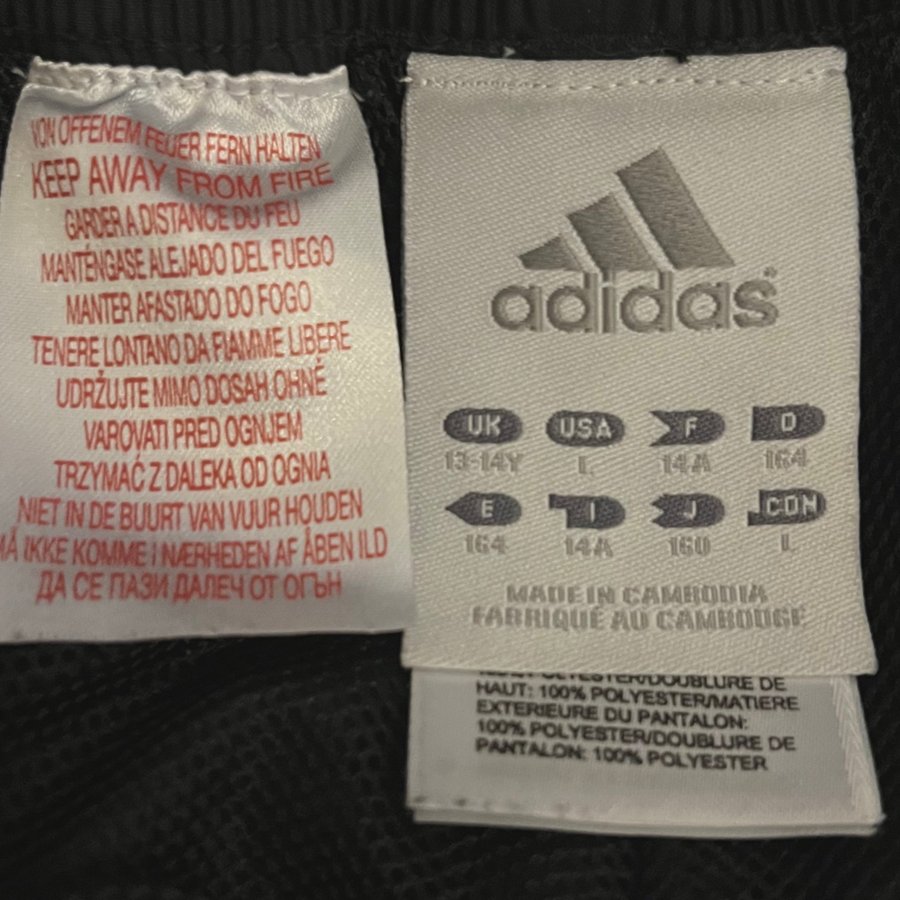 VON OFFENEM FEUER FERN HALTEN
KEEP AWAY FROM FIRE
GARDER A DISTANCE DU FEU
MANTÉNGASE ALEJADO DEL FUEGO
MANTER AFASTADO DO FOGO
TENERE LONTANO DA FIAMME LIBERE
UDRŽUJTE MIMO DOSAH OHNĚ
VAROVATI PRED OGNJEM
TRZYMAĆ Z DALEKA OD OGNIA
NIET IN DE BUURT VAN VUUR HOUDEN
MÅ IKKE KOMME I NÆRHEDEN AF ÅBEN ILD
ДА СЕ ПАЗИ ДАЛЕЧ ОТ ОГЪН
adidas®
UK USA F D
13-14Y L 14A 164
E I J CDN
164 14A 160 L
MADE IN CAMBODIA
FABRIQUÉ AU CAMBODGE
POLYESTER/DOUBLURE DE
HAUT: 100% POLYESTER/MATIERE
EXTERIEURE DU PANTALON:
100% POLYESTER/DOUBLURE DE
PANTALON: 100% POLYESTER